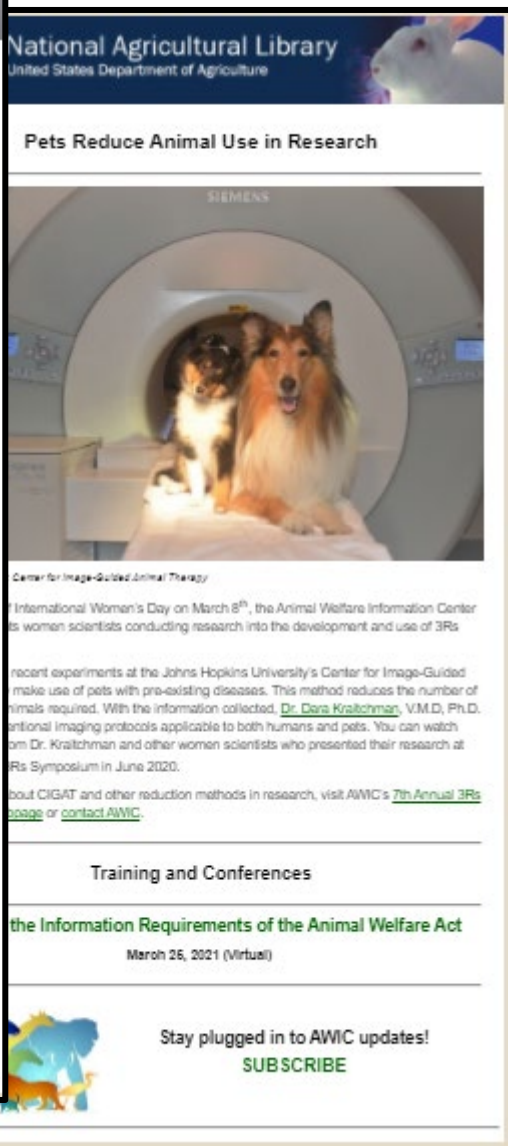 National Agricultural Library
United States Department of Agriculture
Pets Reduce Animal Use in Research
SIEMENS
Center for Image-Guided Animal Therapy
International Women's Day on March 8th, the Animal Welfare Information Center
women scientists conducting research into the development and use of 3Rs
recent experiments at the Johns Hopkins University's Center for Image-Guided
make use of pets with pre-existing diseases. This method reduces the number of
required. With the information collected, Dr. Dara Kraitchman, V.M.D, Ph.D.
imaging protocols applicable to both humans and pets. You can watch
Dr. Kraitchman and other women scientists who presented their research at
Symposium in June 2020.
CIGAT and other reduction methods in research, visit AWIC's 7th Annual 3Rs
or contact AWIC.
Training and Conferences
the Information Requirements of the Animal Welfare Act
March 25, 2021 (Virtual)
Stay plugged in to AWIC updates!
SUBSCRIBE